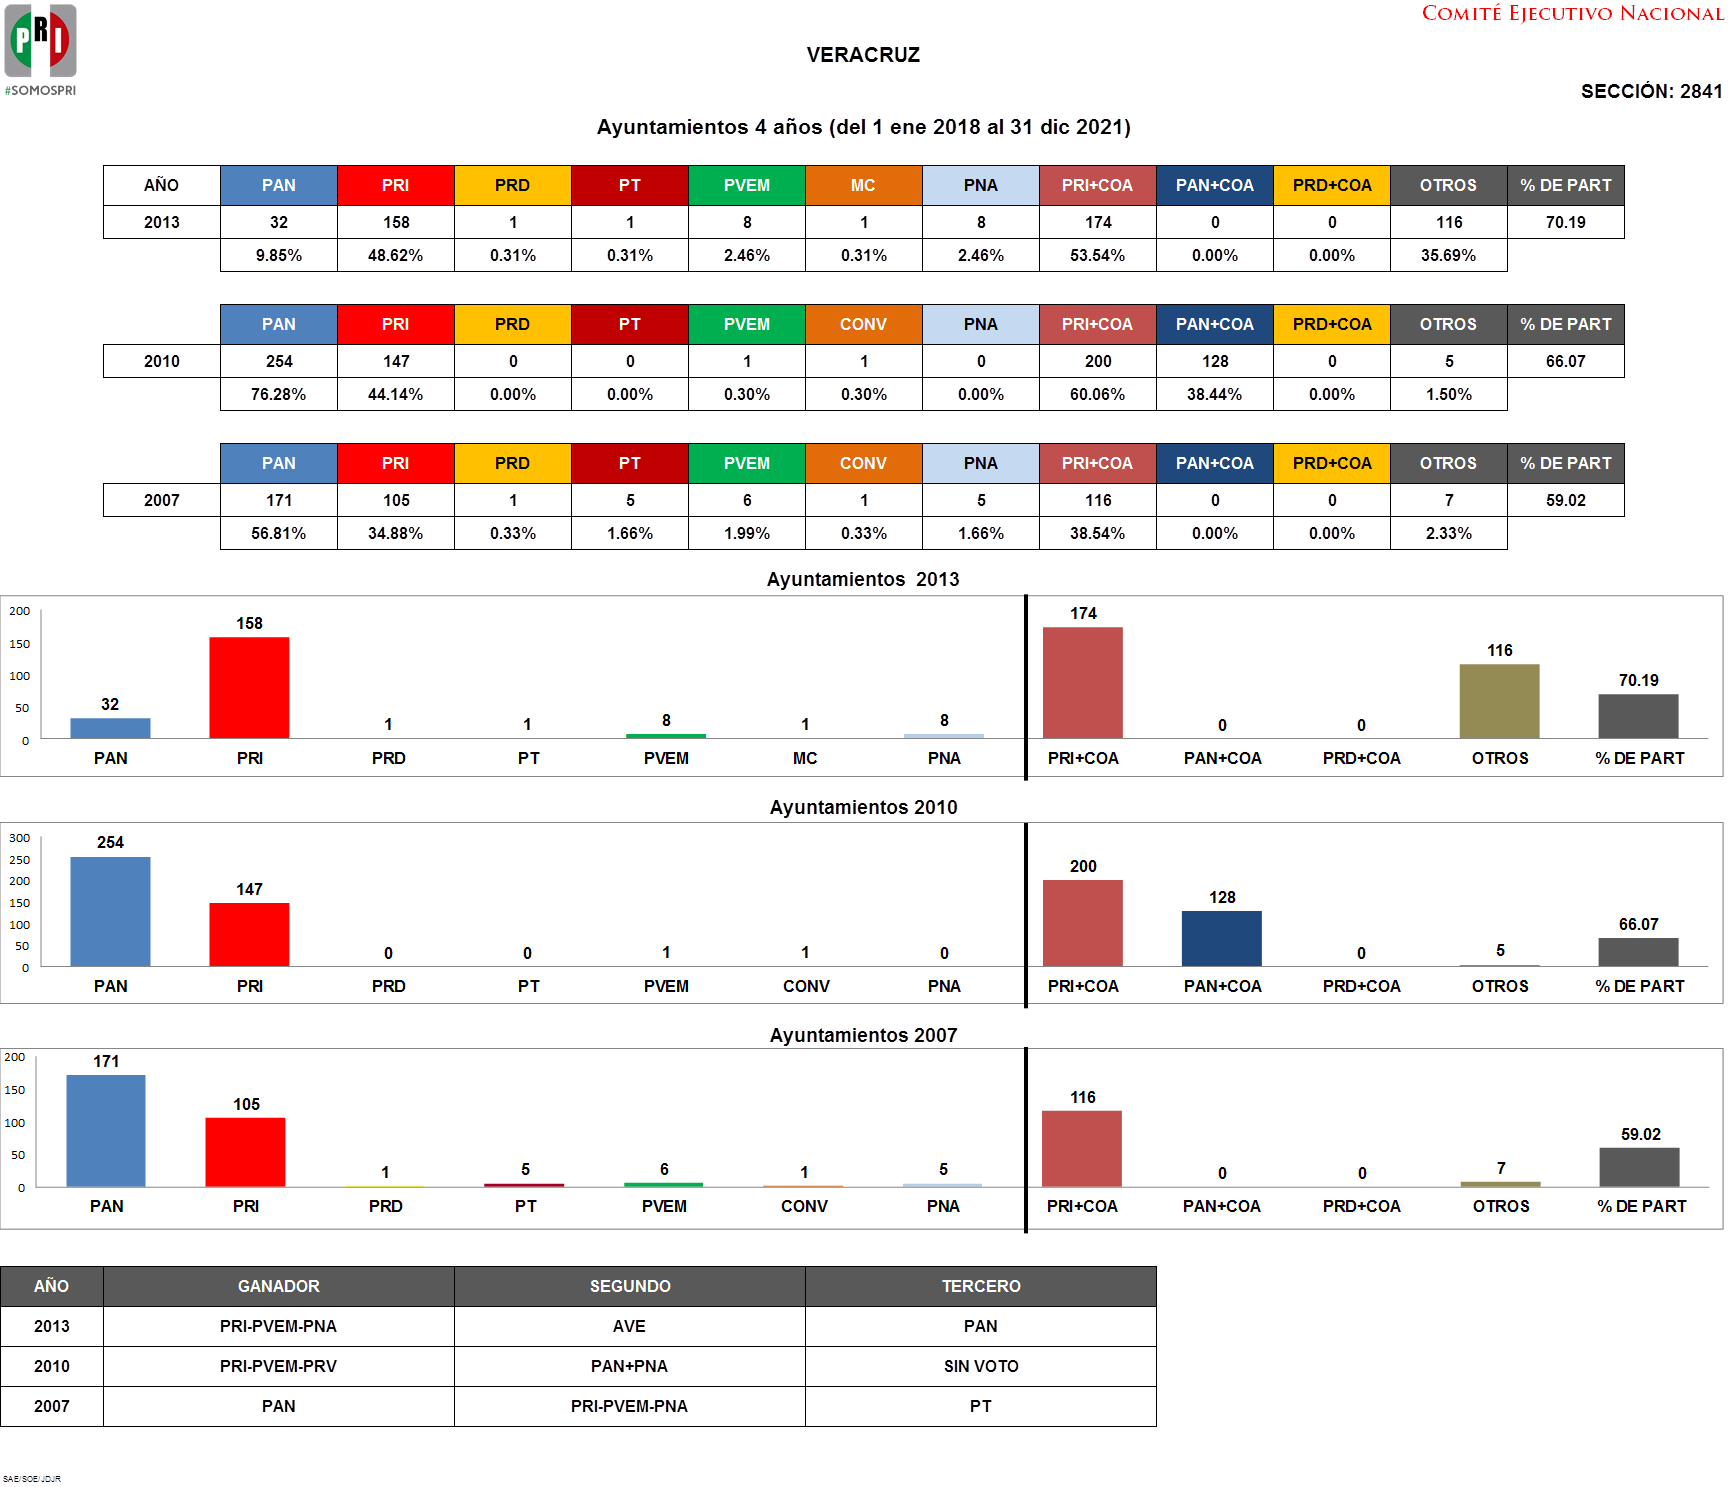 COMITÉ EJECUTIVO NACIONAL
PRI
#SOMOSPRI
VERACRUZ
SECCIÓN: 2841
Ayuntamientos 4 años (del 1 ene 2018 al 31 dic 2021)
AÑO PAN PRI PRD PT PVEM MC PNA PRI+COA PAN+COA PRD+COA OTROS % DE PART
2013 32 158 1 1 8 1 8 174 0 0 116 70.19
9.85% 48.62% 0.31% 0.31% 2.46% 0.31% 2.46% 53.54% 0.00% 0.00% 35.69%
PAN PRI PRD PT PVEM CONV PNA PRI+COA PAN+COA PRD+COA OTROS % DE PART
2010 254 147 0 0 1 1 0 200 128 0 5 66.07
76.28% 44.14% 0.00% 0.00% 0.30% 0.30% 0.00% 60.06% 38.44% 0.00% 1.50%
PAN PRI PRD PT PVEM CONV PNA PRI+COA PAN+COA PRD+COA OTROS % DE PART
2007 171 105 1 5 6 1 5 116 0 0 7 59.02
56.81% 34.88% 0.33% 1.66% 1.99% 0.33% 1.66% 38.54% 0.00% 0.00% 2.33%
Ayuntamientos 2013
200
150
100
50
0
32 158 1 1 8 1 8 174 0 0 116 70.19
PAN PRI PRD PT PVEM MC PNA PRI+COA PAN+COA PRD+COA OTROS % DE PART
Ayuntamientos 2010
300
250
200
150
100
50
0
254 147 0 0 1 1 0 200 128 0 5 66.07
PAN PRI PRD PT PVEM CONV PNA PRI+COA PAN+COA PRD+COA OTROS % DE PART
Ayuntamientos 2007
200
150
100
50
0
171 105 1 5 6 1 5 116 0 0 7 59.02
PAN PRI PRD PT PVEM CONV PNA PRI+COA PAN+COA PRD+COA OTROS % DE PART
AÑO GANADOR SEGUNDO TERCERO
2013 PRI-PVEM-PNA AVE PAN
2010 PRI-PVEM-PRV PAN+PNA SIN VOTO
2007 PAN PRI-PVEM-PNA PT
SAE/SOE/JDJR